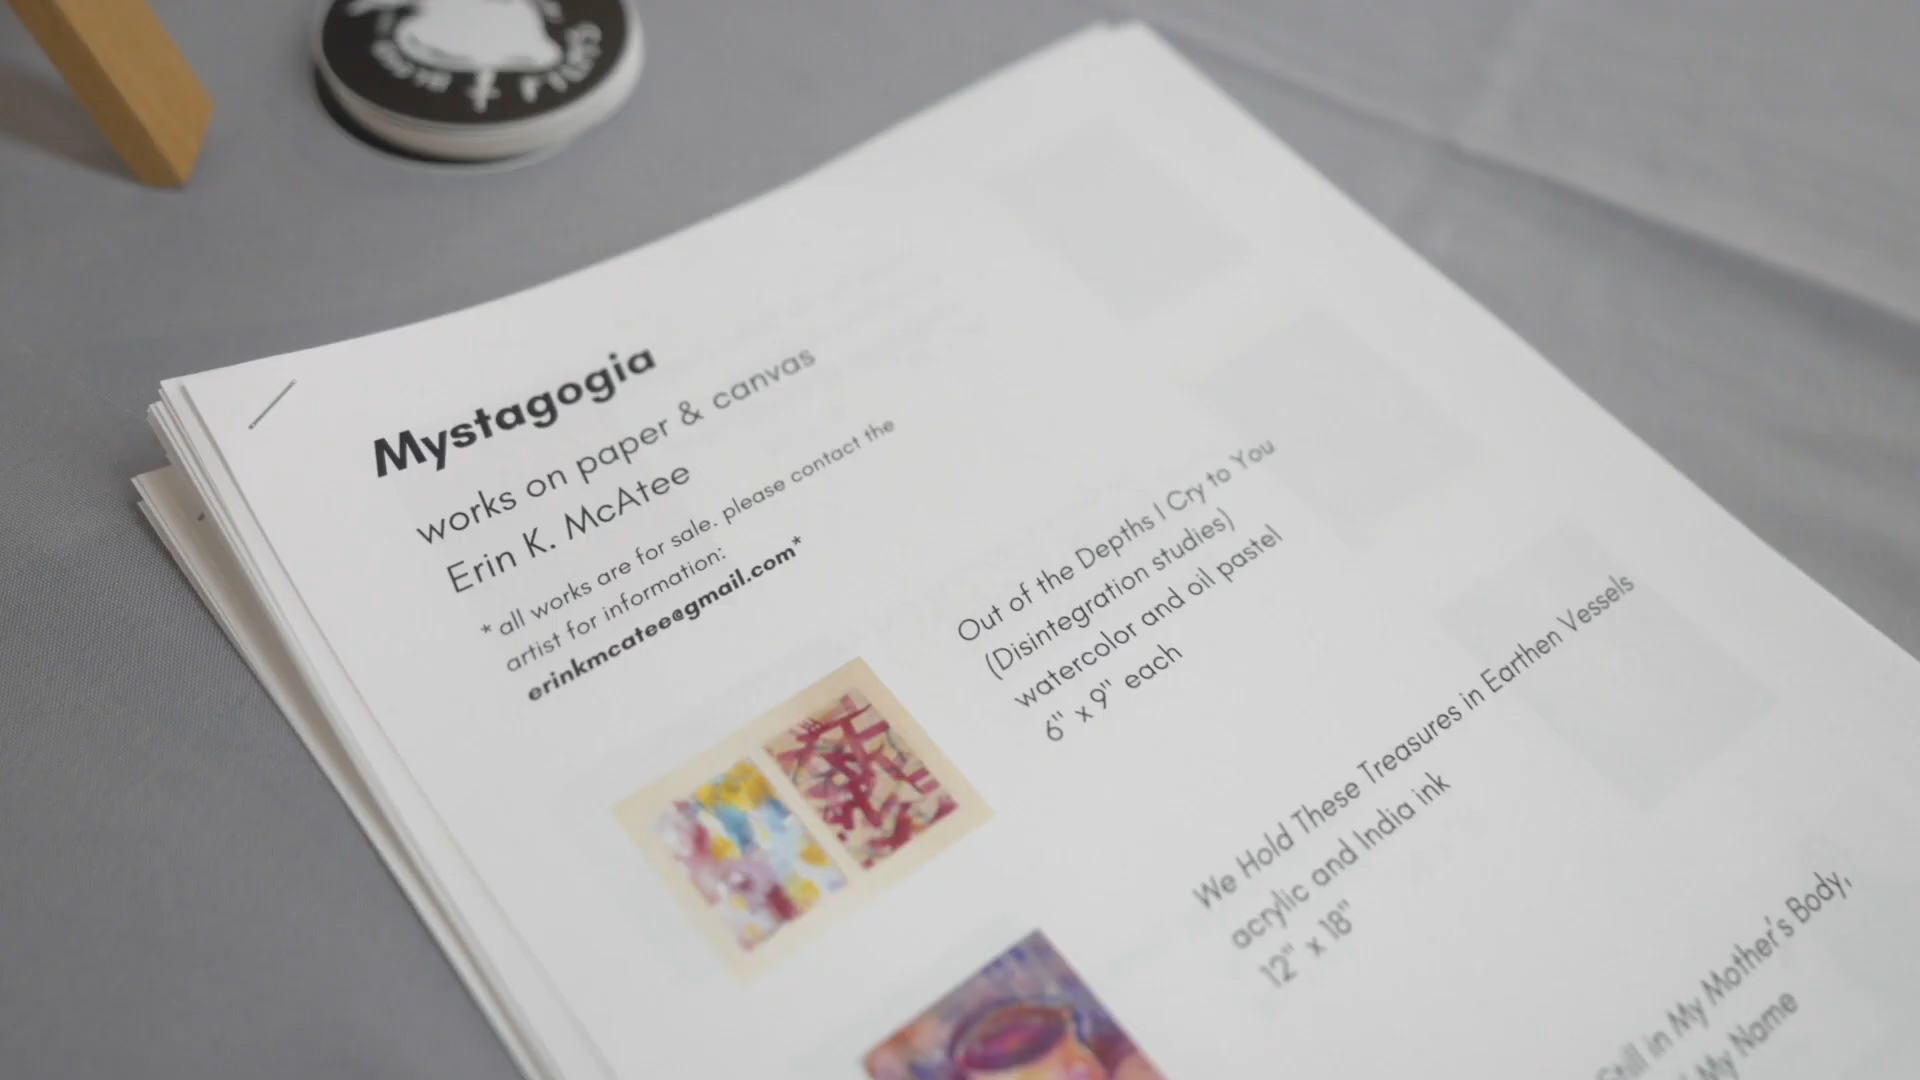 Mystagogia
works on paper & canvas
Erin K. McAtee
* all works are for sale. please contact the
artist for information:
erinkmcatee@gmail.com*
Out of the Depths I Cry to You
(Disintegration studies)
watercolor and oil pastel
6" x 9" each
We Hold These Treasures in Earthen Vessels
acrylic and India ink
12" x 18"
Still in My Mother's Body,
My Name